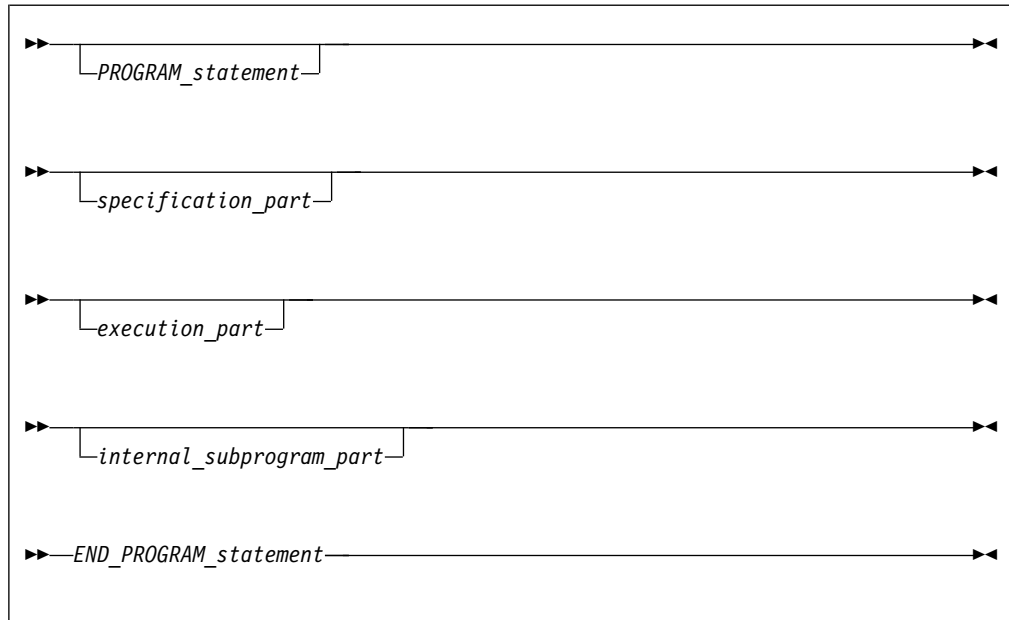 PROGRAM_statement
specification_part
execution_part
internal_subprogram_part
END_PROGRAM_statement